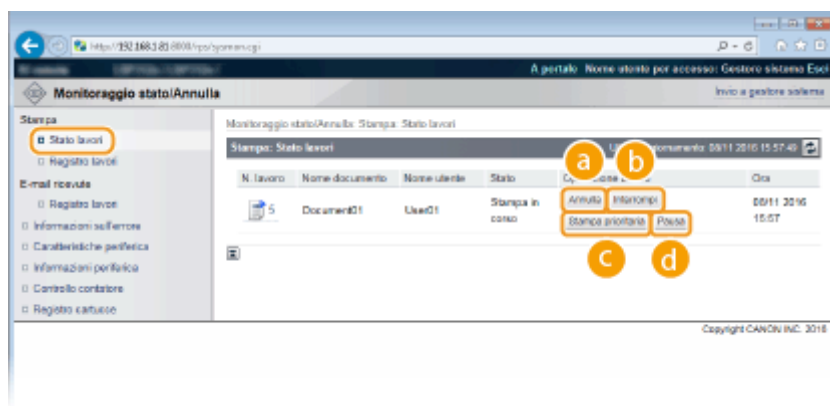 http://192.168.1.81:8000/rps/jsysmon.cgi
A portale Nome utente per accesso: Gestore sistema Esci
Monitoraggio stato/Annulla
Invio a gestore sistema
Stampa
Stato lavori
Registro lavori
E-mail ricevute
Registro lavori
Informazioni sull'errore
Caratteristiche periferica
Informazioni periferica
Controllo contatore
Registro cartucce
Monitoraggio stato/Annulla: Stampa: Stato lavori
Stampa: Stato lavori
08/11 2016 15:57:49
N. lavoro Nome documento Nome utente Stato Ora
5 Document01 User01 Stampa in corso
Annulla Interrompi
Stampa prioritaria Pausa
08/11 2016 15:57
a b
c d
Copyright CANON INC. 2016